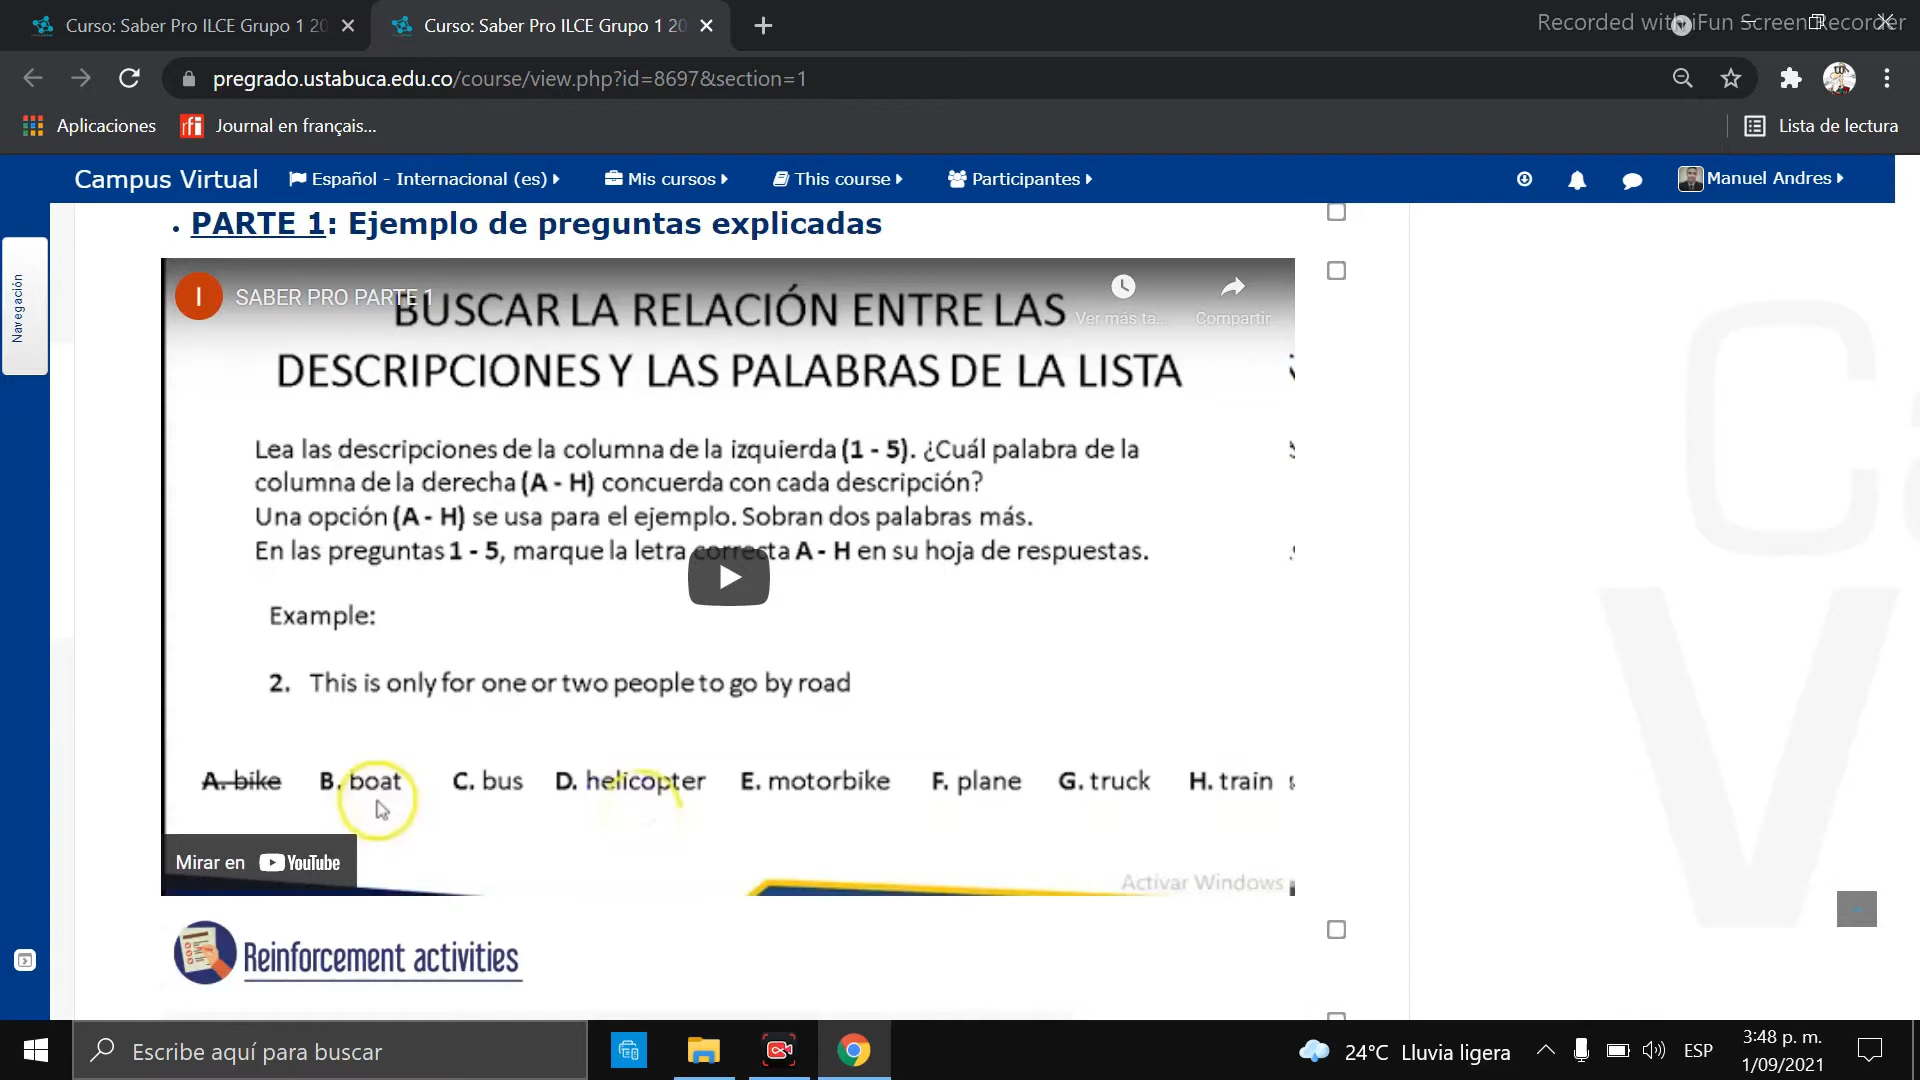 Curso: Saber Pro ILCE Grupo 1 20
Curso: Saber Pro ILCE Grupo 1 20
Recorded with iFun Screen Recorder
pregrado.ustabuca.edu.co/course/view.php?id=8697&section=1
Aplicaciones
rfi
Journal en français...
Lista de lectura
Campus Virtual
Español - Internacional (es)
Mis cursos
This course
Participantes
Manuel Andres
Navegación
PARTE 1: Ejemplo de preguntas explicadas
I
SABER PRO PARTE 1
Ver más ta...
Compartir
BUSCAR LA RELACIÓN ENTRE LAS
DESCRIPCIONES Y LAS PALABRAS DE LA LISTA
Lea las descripciones de la columna de la izquierda (1 - 5). ¿Cuál palabra de la
columna de la derecha (A - H) concuerda con cada descripción?
Una opción (A - H) se usa para el ejemplo. Sobran dos palabras más.
En las preguntas 1 - 5, marque la letra correcta A - H en su hoja de respuestas.
Example:
2. This is only for one or two people to go by road
A. bike B. boat C. bus D. helicopter E. motorbike F. plane G. truck H. train
Mirar en YouTube
Activar Windows
Reinforcement activities
Escribe aquí para buscar
24°C Lluvia ligera
ESP
3:48 p. m.
1/09/2021